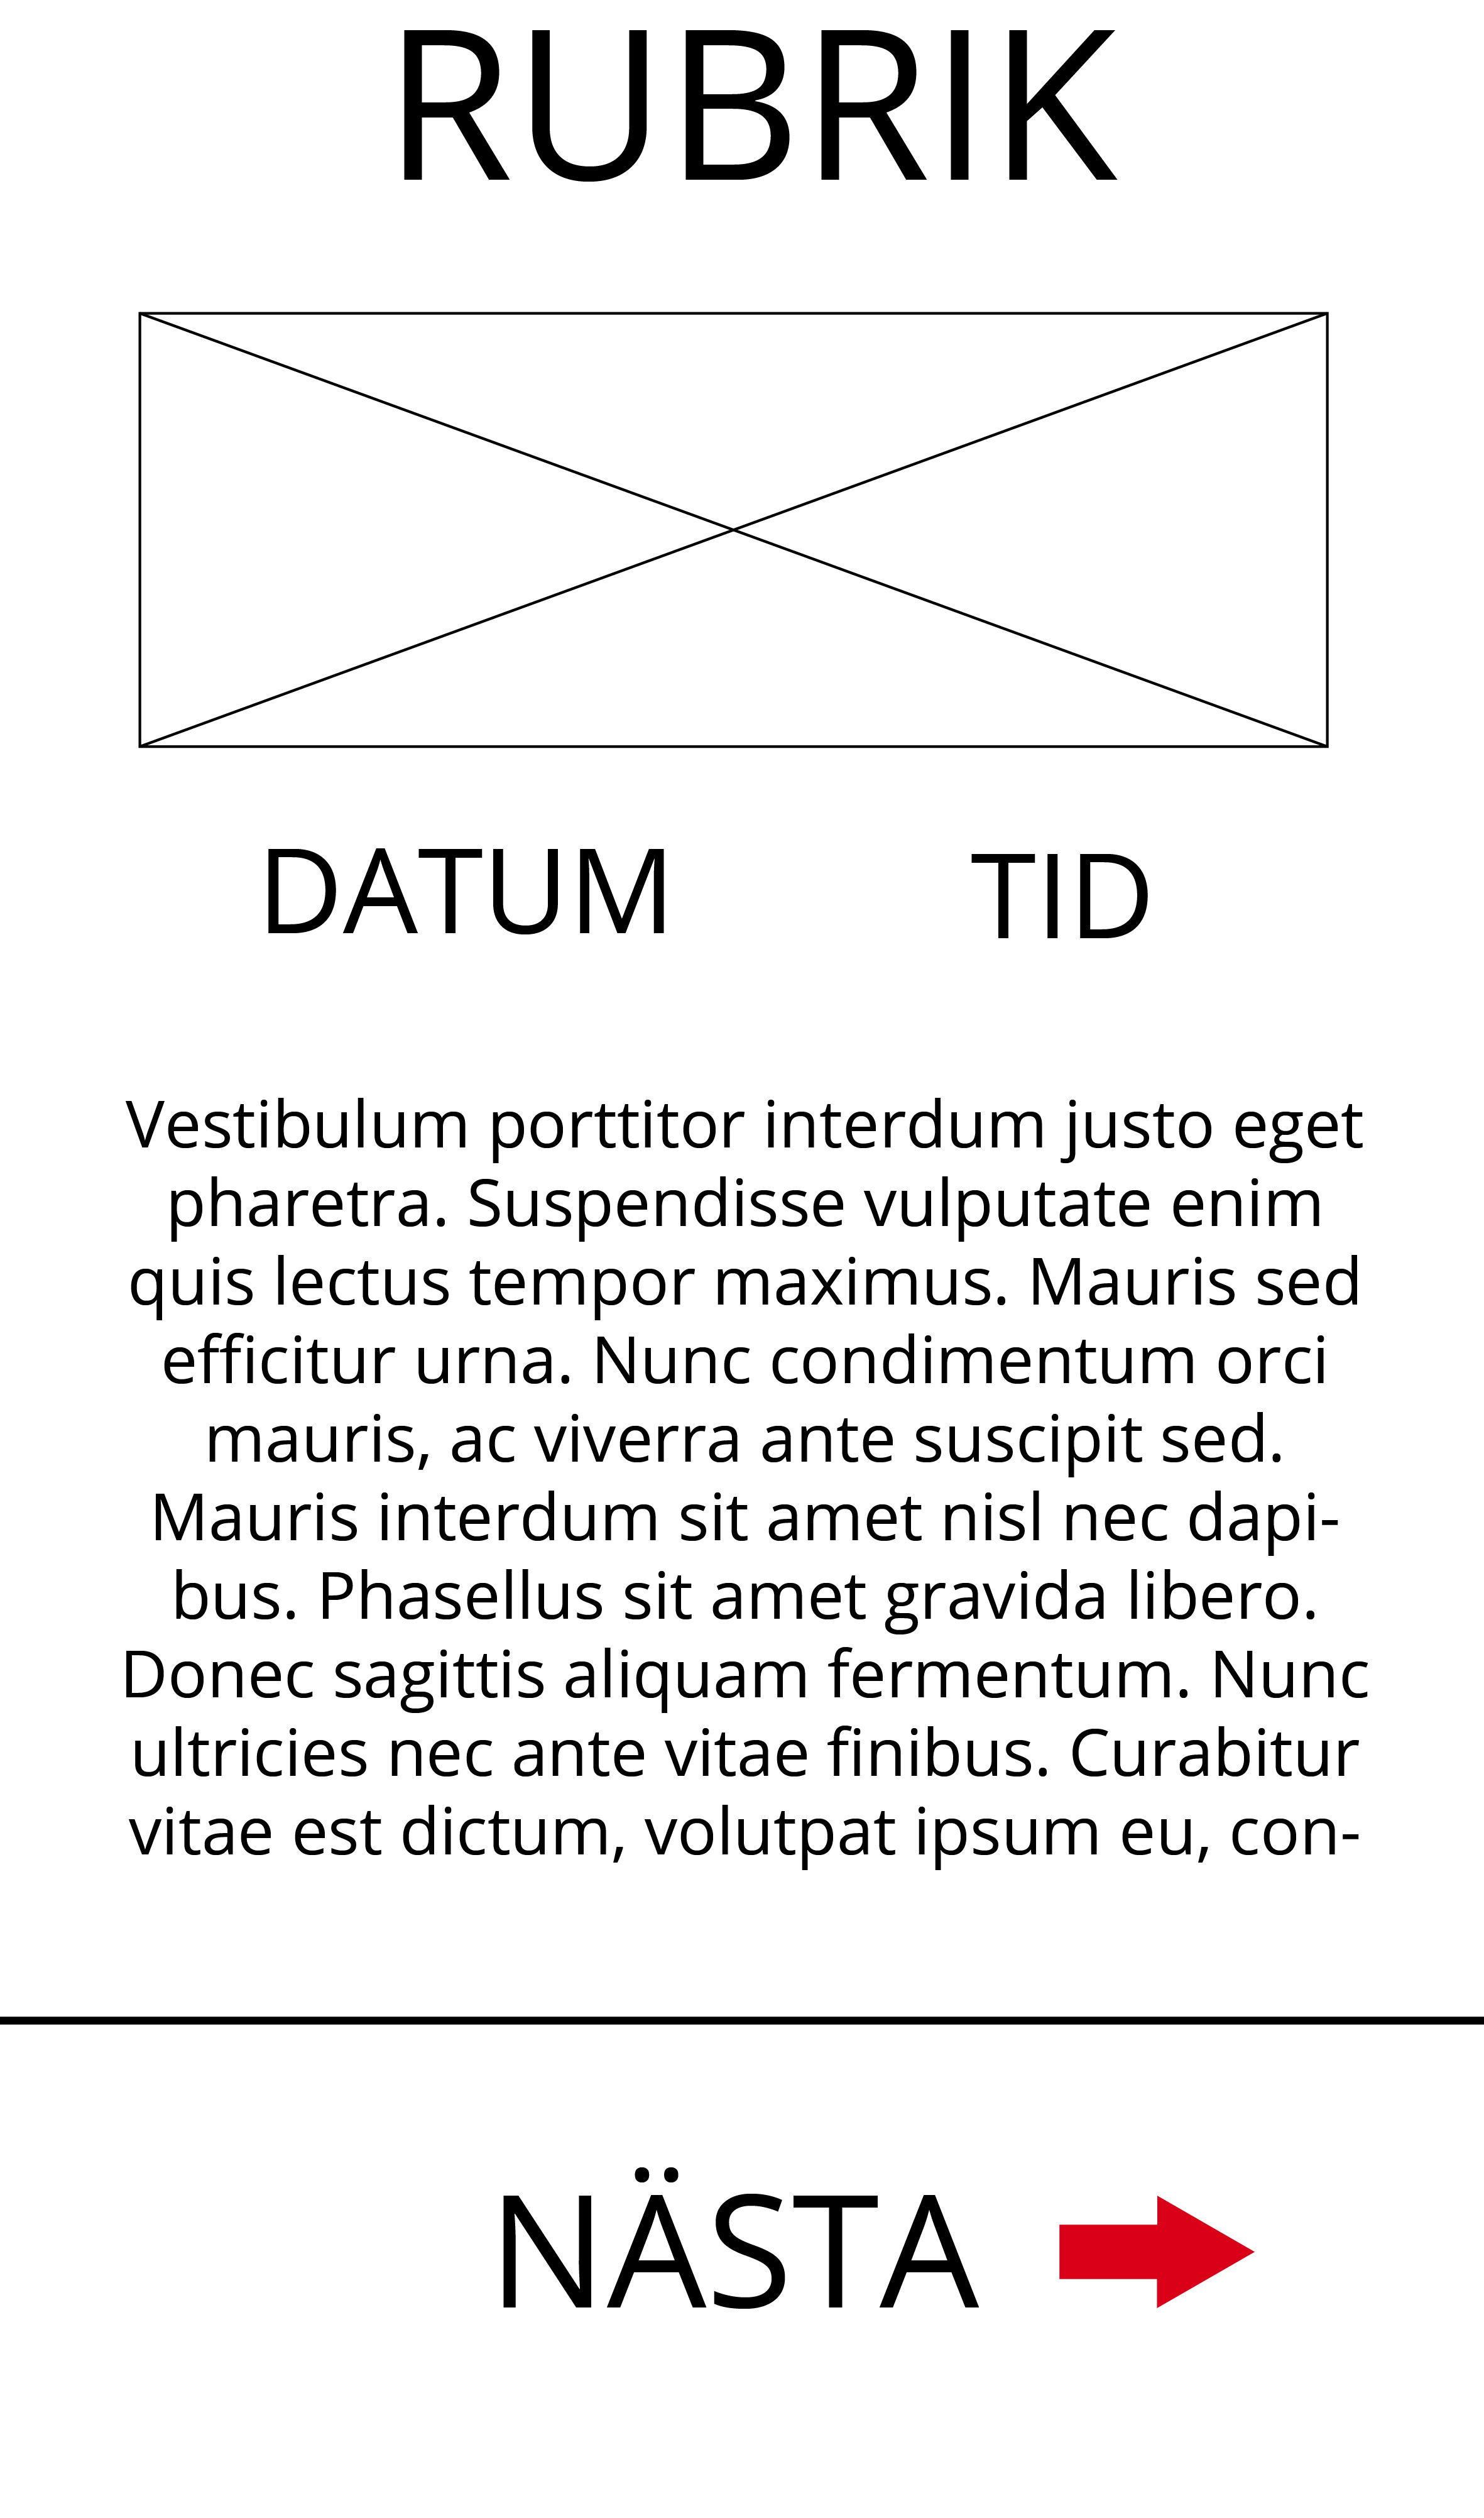 RUBRIK
DATUM TID
Vestibulum porttitor interdum justo eget
pharetra. Suspendisse vulputate enim
quis lectus tempor maximus. Mauris sed
efficitur urna. Nunc condimentum orci
mauris, ac viverra ante suscipit sed.
Mauris interdum sit amet nisl nec dapi-
bus. Phasellus sit amet gravida libero.
Donec sagittis aliquam fermentum. Nunc
ultricies nec ante vitae finibus. Curabitur
vitae est dictum, volutpat ipsum eu, con-
NÄSTA